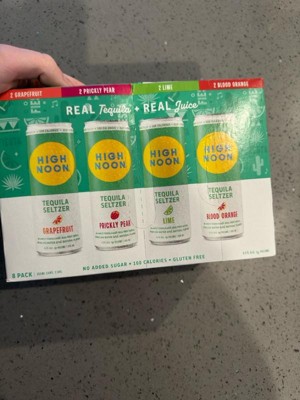 2 GRAPEFRUIT
2 PRICKLY PEAR
2 LIME
2 BLOOD ORANGE
REAL Tequila + REAL Juice
HIGH NOON
TEQUILA SELTZER
GRAPEFRUIT
HIGH NOON
TEQUILA SELTZER
PRICKLY PEAR
HIGH NOON
TEQUILA SELTZER
LIME
HIGH NOON
TEQUILA SELTZER
BLOOD ORANGE
8 PACK
NO ADDED SUGAR • 100 CALORIES • GLUTEN FREE